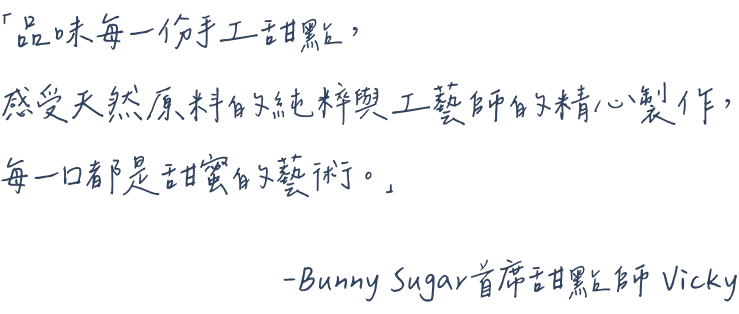 「品味每一份手工甜點，
感受天然原料的純粹與工藝師的精心製作，
每一口都是甜蜜的藝術。」
-Bunny Sugar首席甜點師 Vicky